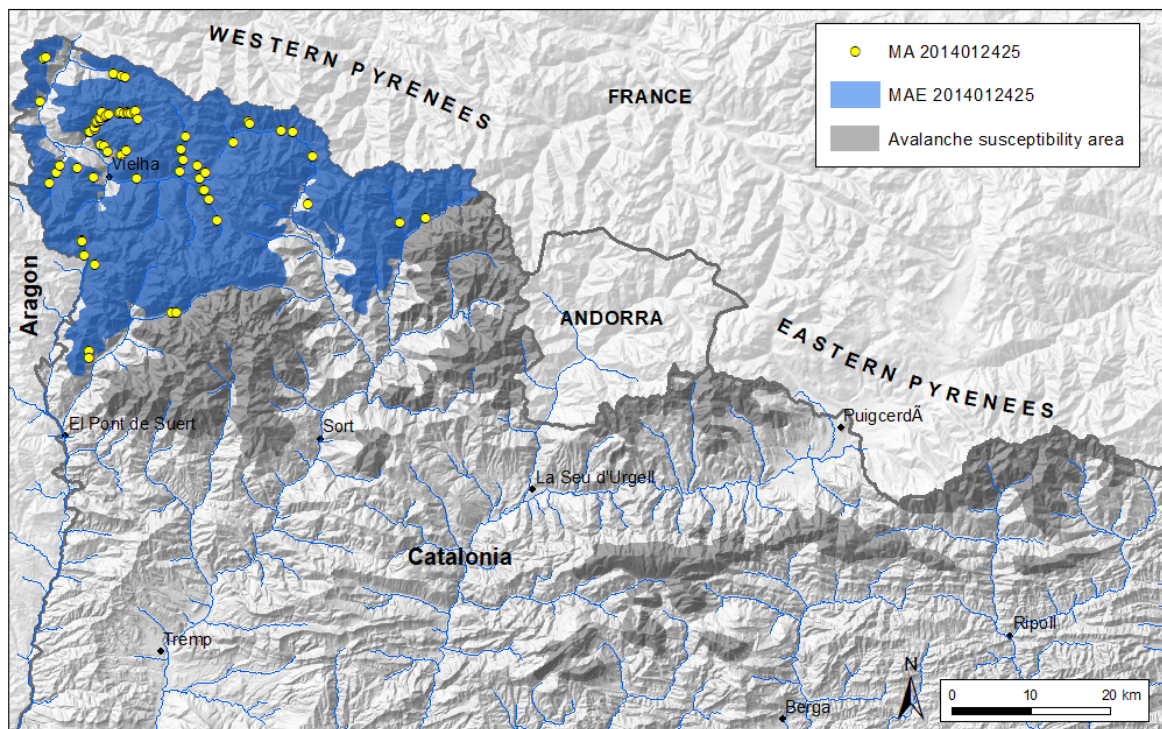 WESTERN PYRENEES
FRANCE
MA 2014012425
MAE 2014012425
Avalanche susceptibility area
Vielha
Aragon
ANDORRA
EASTERN PYRENEES
El Pont de Suert
Sort
PuigcerdÃ
La Seu d'Urgell
Catalonia
Tremp
Ripoll
Berga
N
0 10 20 km